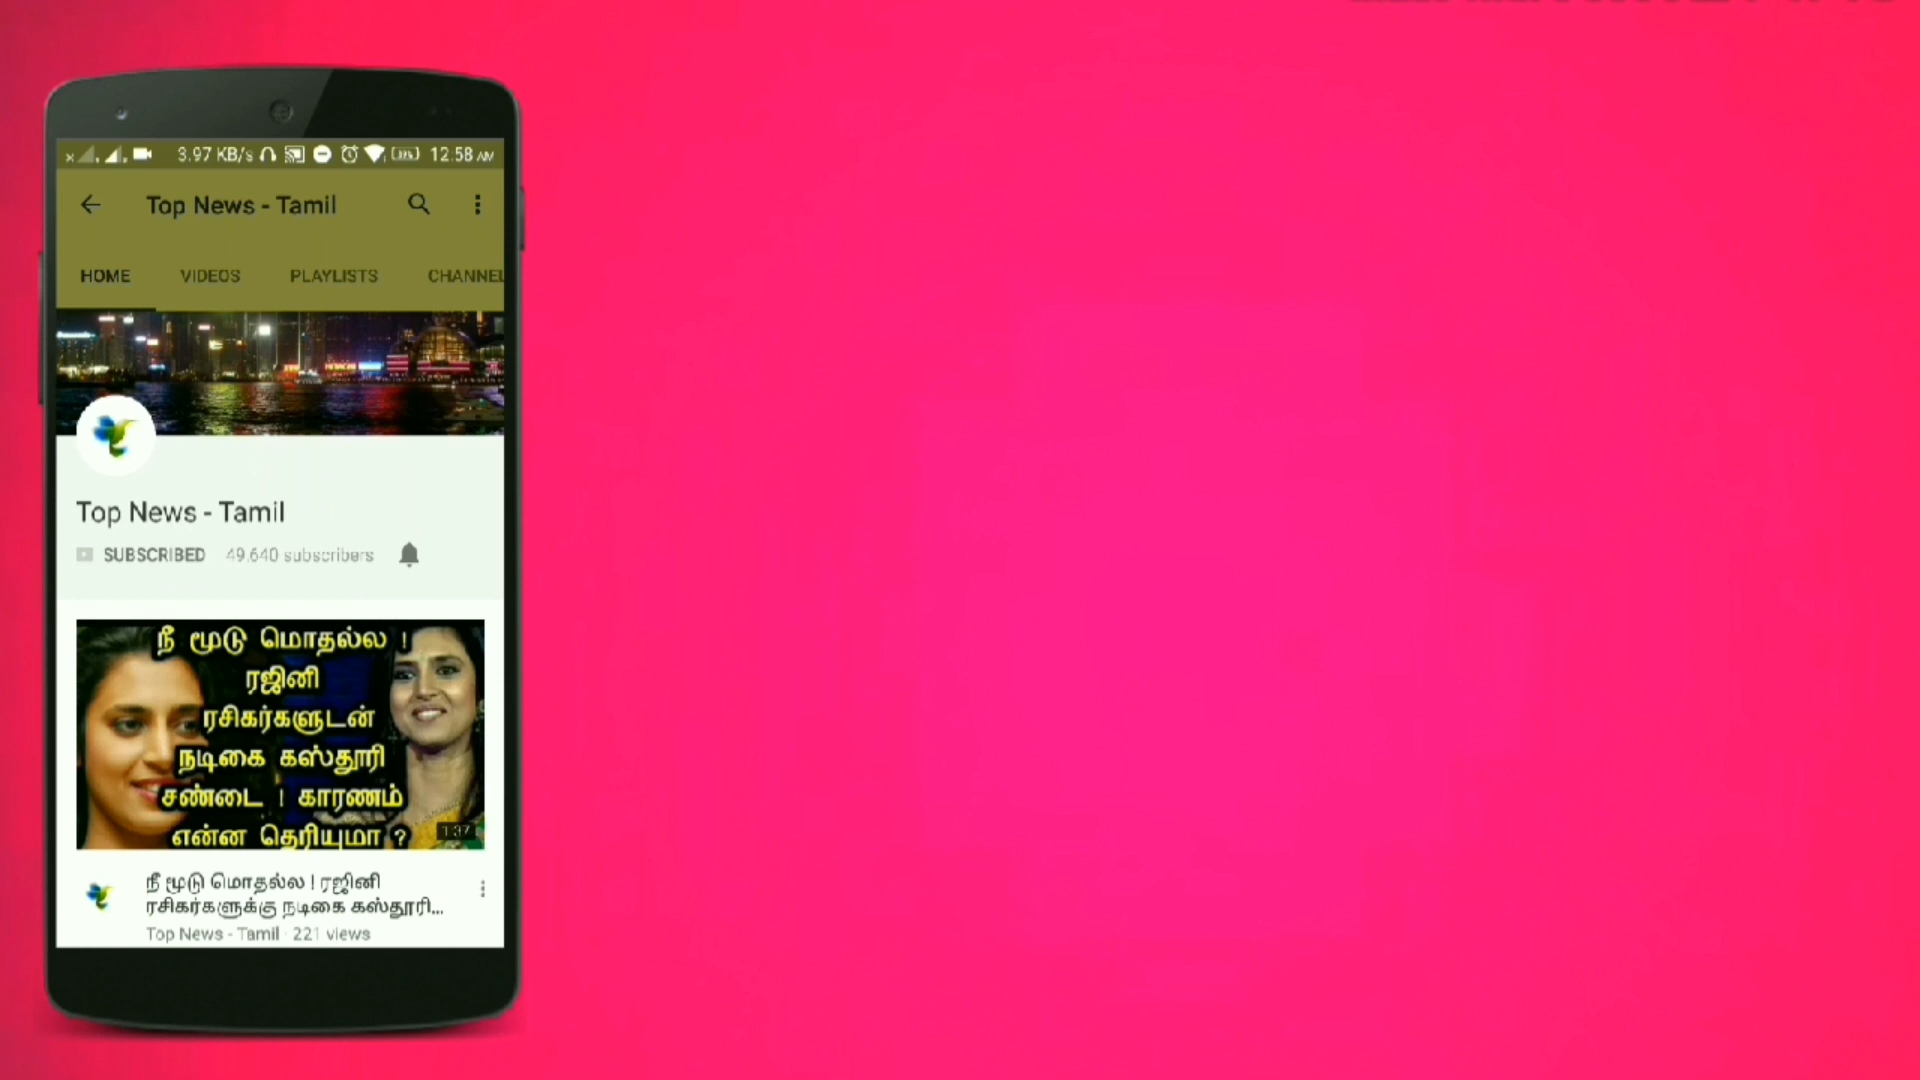 3.97 KB/s 12:58 AM
Top News - Tamil
HOME VIDEOS PLAYLISTS CHANNEL
Top News - Tamil
SUBSCRIBED 49,640 subscribers
நீ மூடு மொதல்ல !
ரஜினி
ரசிகர்களுடன்
நடிகை கஸ்தூரி
சண்டை ! காரணம்
என்ன தெரியுமா ?
1:37
நீ மூடு மொதல்ல ! ரஜினி
ரசிகர்களுக்கு நடிகை கஸ்தூரி...
Top News - Tamil · 221 views